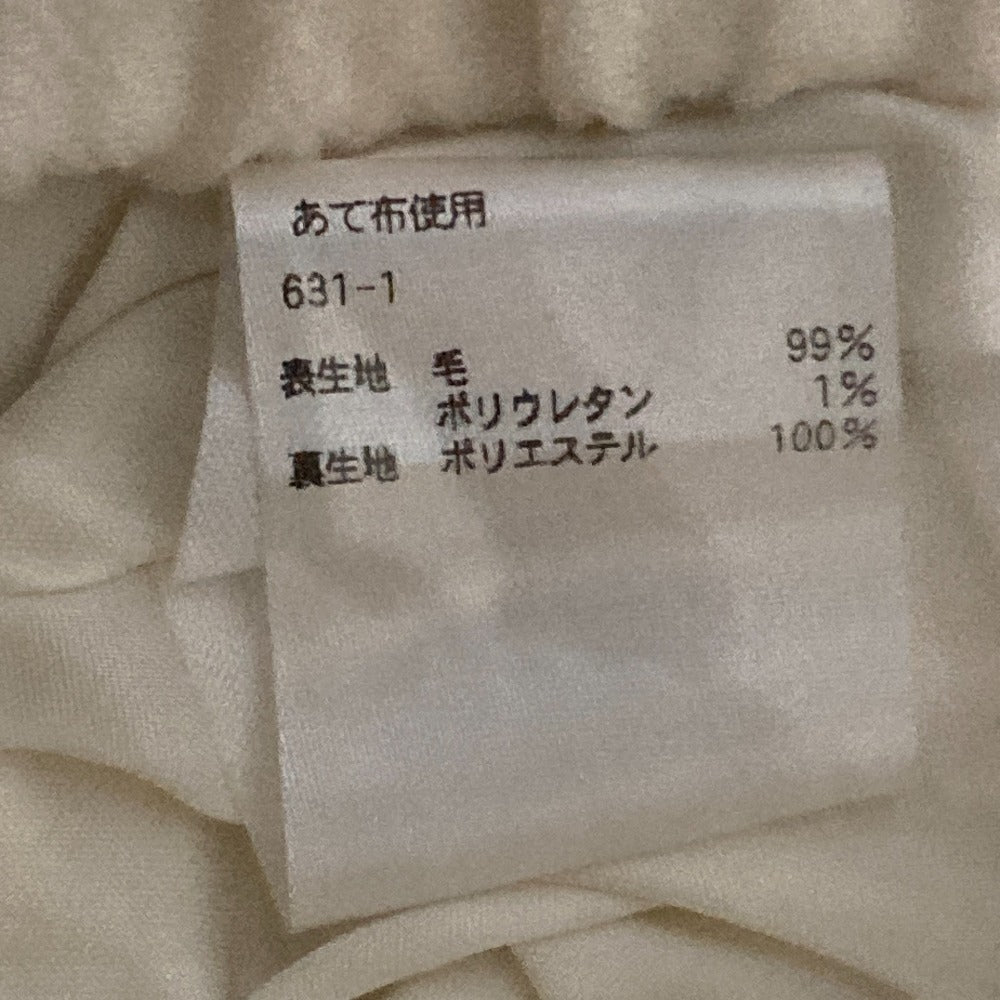 あて布使用
631-1
表生地 毛 99%
ポリウレタン 1%
裏生地 ポリエステル 100%